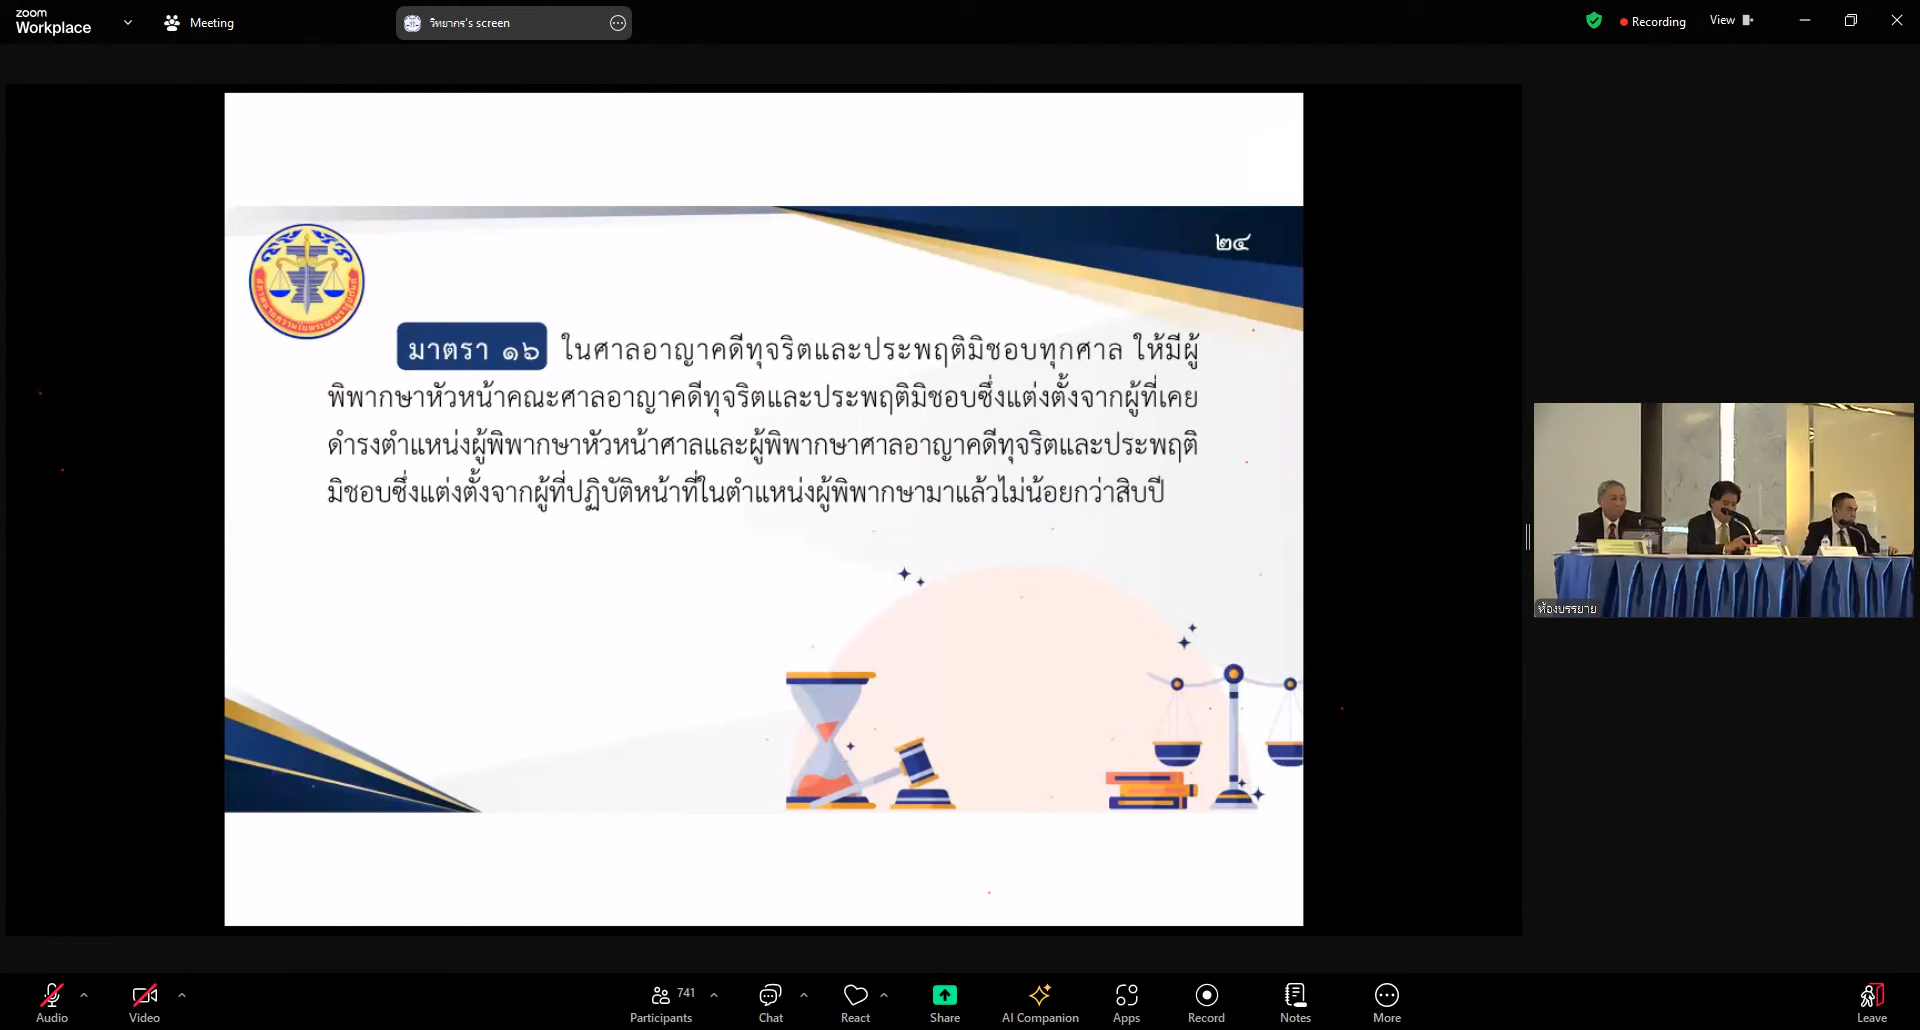 zoom
Workplace
Meeting
วิทยากร's screen
Recording
View
๒๔
มาตรา ๑๖ ในศาลอาญาคดีทุจริตและประพฤติมิชอบทุกศาล ให้มีผู้
พิพากษาหัวหน้าคณะศาลอาญาคดีทุจริตและประพฤติมิชอบซึ่งแต่งตั้งจากผู้ที่เคย
ดำรงตำแหน่งผู้พิพากษาหัวหน้าศาลและผู้พิพากษาศาลอาญาคดีทุจริตและประพฤติ
มิชอบซึ่งแต่งตั้งจากผู้ที่ปฏิบัติหน้าที่ในตำแหน่งผู้พิพากษามาแล้วไม่น้อยกว่าสิบปี
ห้องบรรยาย
Audio
Video
741
Participants
Chat
React
Share
AI Companion
Apps
Record
Notes
More
Leave